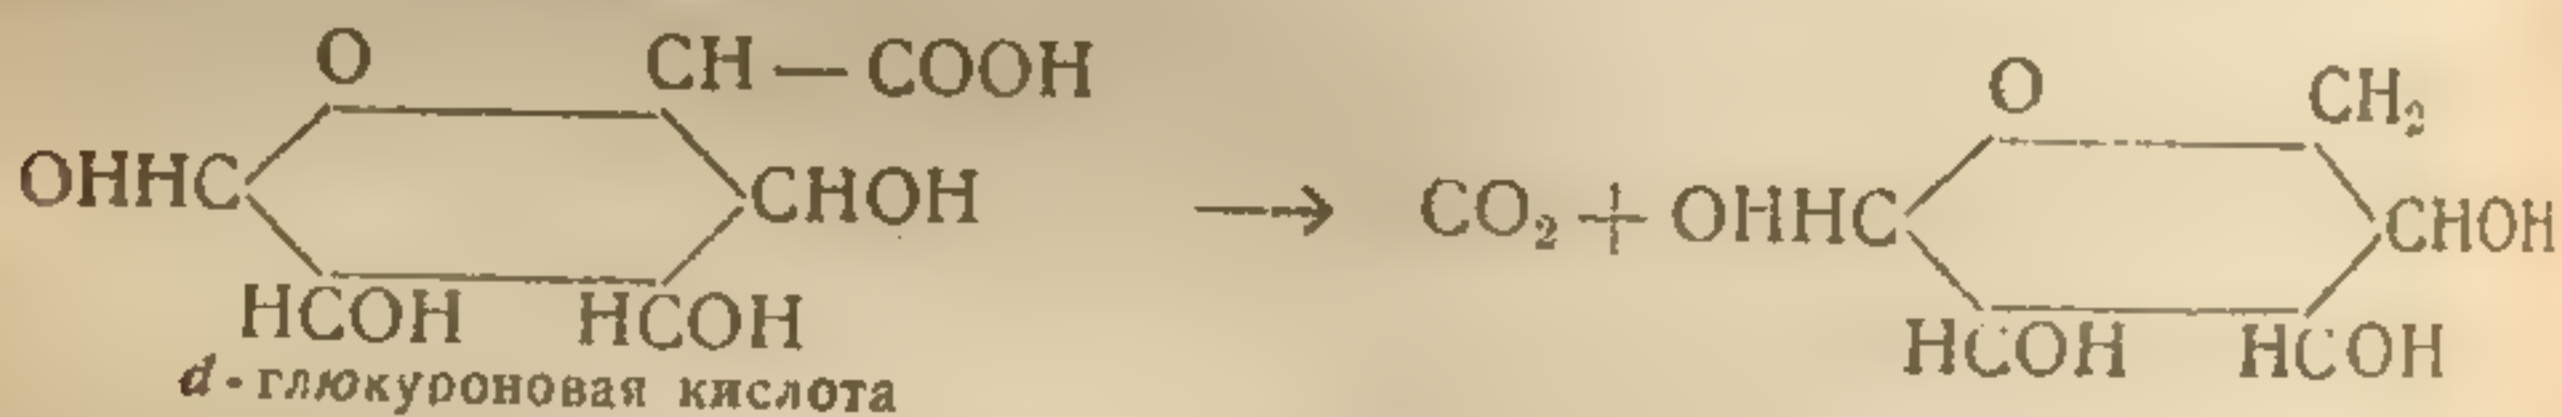 O CH — COOH
O CH₂
OHHC CHOH → CO₂ + OHHC CHOH
HCOH HCOH
HCOH HCOH
d-глюкуроновая кислота